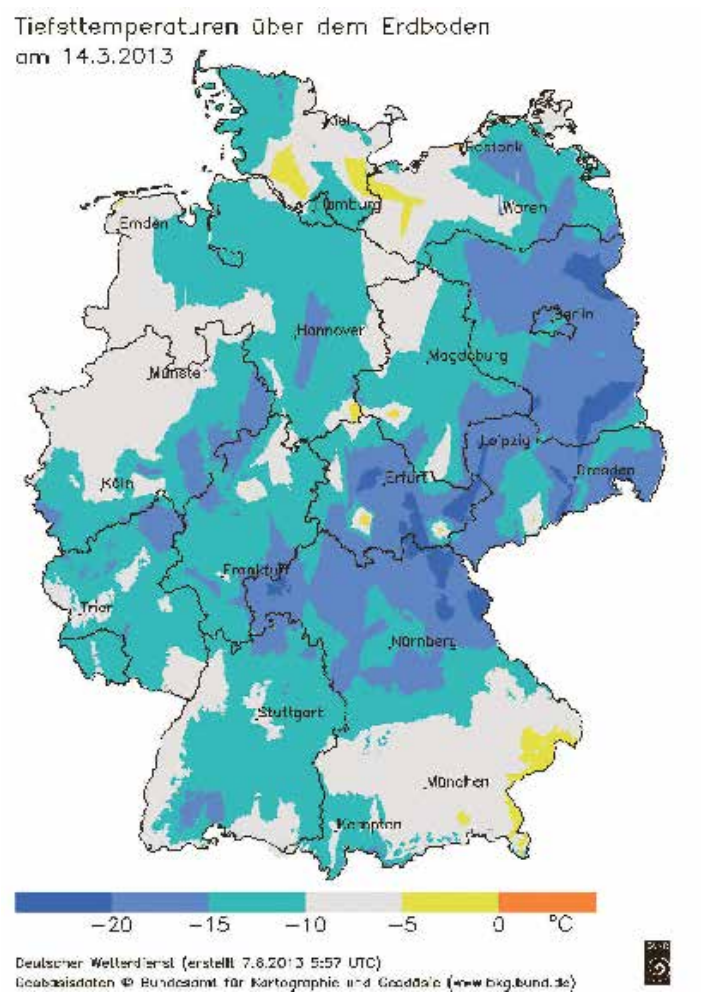 Tiefsttemperaturen über dem Erdboden
am 14.3.2013
Kiel
Rostock
Hamburg
Waren
Emden
Berlin
Hannover
Magdeburg
Münste
Leipzig
Köln
Erfurt
Dresden
Frankfurt
Trier
Nürnberg
Stuttgart
München
Kempten
−20 −15 −10 −5 0 °C
Deutscher Wetterdienst (erstellt 7.8.2013 5:57 UTC)
Geobasisdaten © Bundesamt für Kartographie und Geodäsie (www.bkg.bund.de)